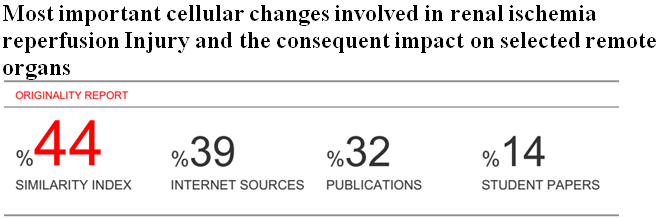 Most important cellular changes involved in renal ischemia
reperfusion Injury and the consequent impact on selected remote
organs
ORIGINALITY REPORT
%44 %39 %32 %14
SIMILARITY INDEX INTERNET SOURCES PUBLICATIONS STUDENT PAPERS